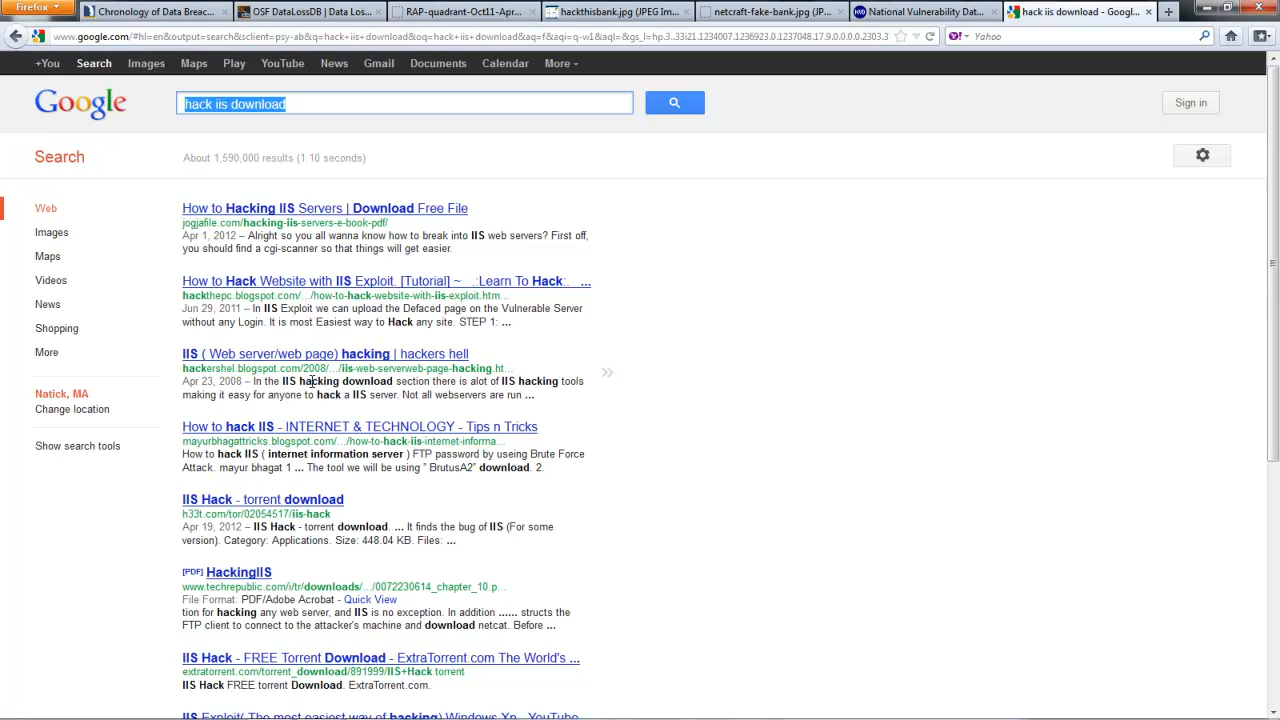 Firefox
Chronology of Data Breac...
OSF DataLossDB | Data Los...
RAP-quadrant-Oct11-Apr...
hackthisbank.jpg (JPEG Im...
netcraft-fake-bank.jpg (JP...
National Vulnerability Dat...
hack iis download - Googl...
www.google.com/#hl=en&output=search&sclient=psy-ab&q=hack+iis+download&oq=hack+iis+download&aq=f&aqi=q-w1&aql=&gs_l=hp.3..33i21.1234007.1236923.0.1237048.17.9.0.0.0.0.2303.3
Yahoo
+You Search Images Maps Play YouTube News Gmail Documents Calendar More
Google
hack iis download
Sign in
Search
About 1,590,000 results (1.10 seconds)
Web
Images
Maps
Videos
News
Shopping
More
Natick, MA
Change location
Show search tools
How to Hacking IIS Servers | Download Free File
jogjafile.com/hacking-iis-servers-e-book-pdf/
Apr 1, 2012 – Alright so you all wanna know how to break into IIS web servers? First off,
you should find a cgi-scanner so that things will get easier.
How to Hack Website with IIS Exploit. [Tutorial] ~ .:Learn To Hack:. ...
hackthepc.blogspot.com/.../how-to-hack-website-with-iis-exploit.htm...
Jun 29, 2011 – In IIS Exploit we can upload the Defaced page on the Vulnerable Server
without any Login. It is most Easiest way to Hack any site. STEP 1: ...
IIS ( Web server/web page) hacking | hackers hell
hackershel.blogspot.com/2008/.../iis-web-serverweb-page-hacking.ht...
Apr 23, 2008 – In the IIS hacking download section there is alot of IIS hacking tools
making it easy for anyone to hack a IIS server. Not all webservers are run ...
How to hack IIS - INTERNET & TECHNOLOGY - Tips n Tricks
mayurbhagattricks.blogspot.com/.../how-to-hack-iis-internet-informa...
How to hack IIS ( internet information server ) FTP password by useing Brute Force
Attack. mayur bhagat 1 ... The tool we will be using " BrutusA2" download. 2.
IIS Hack - torrent download
h33t.com/tor/02054517/iis-hack
Apr 19, 2012 – IIS Hack - torrent download. ... It finds the bug of IIS (For some
version). Category: Applications. Size: 448.04 KB. Files: ...
[PDF] HackingIIS
www.techrepublic.com/i/tr/downloads/.../0072230614_chapter_10.p...
File Format: PDF/Adobe Acrobat - Quick View
tion for hacking any web server, and IIS is no exception. In addition ...... structs the
FTP client to connect to the attacker's machine and download netcat. Before ...
IIS Hack - FREE Torrent Download - ExtraTorrent.com The World's ...
extratorrent.com/torrent_download/891999/IIS+Hack.torrent
IIS Hack FREE torrent Download. ExtraTorrent.com.
IIS Exploit( The most easiest way of hacking) Windows Xp - YouTube